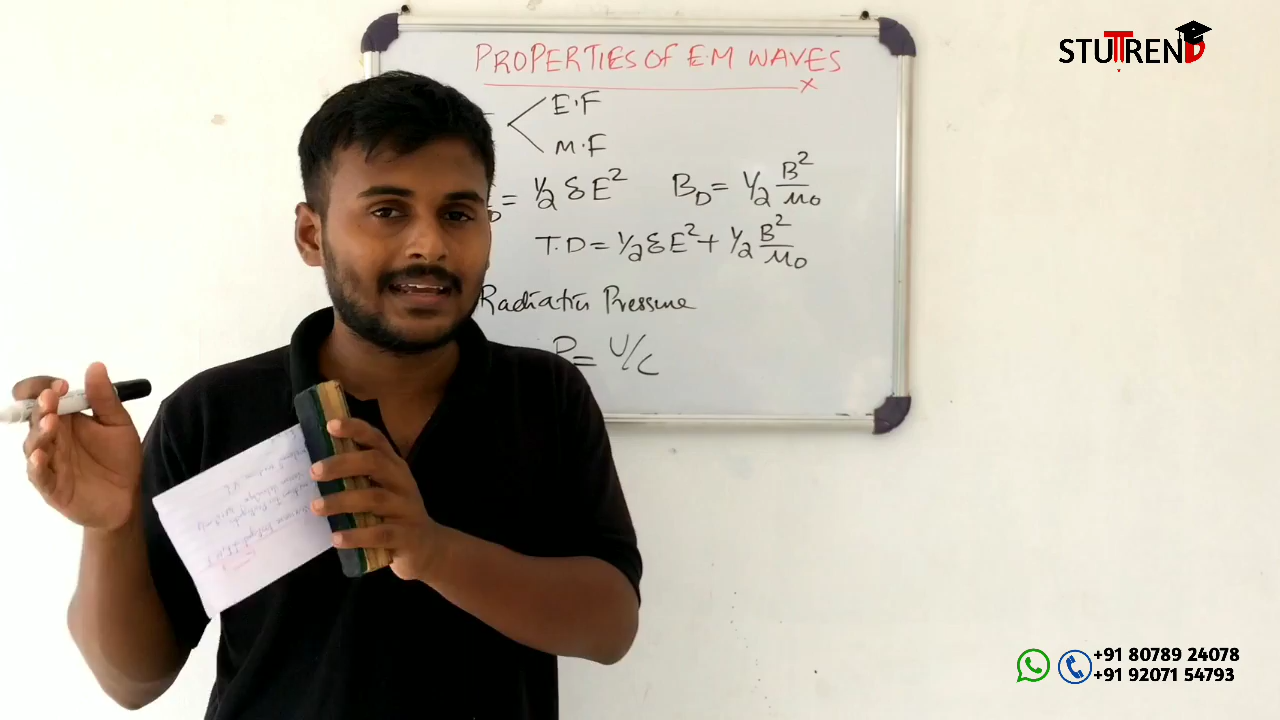 STUTREND
PROPERTIES OF E.M WAVES
E.F
M.F
D = 1/2 εE² B_D = 1/2 B²/μ₀
T.D = 1/2 εE² + 1/2 B²/μ₀
Radiation Pressure
P = U/C
+91 80789 24078
+91 92071 54793